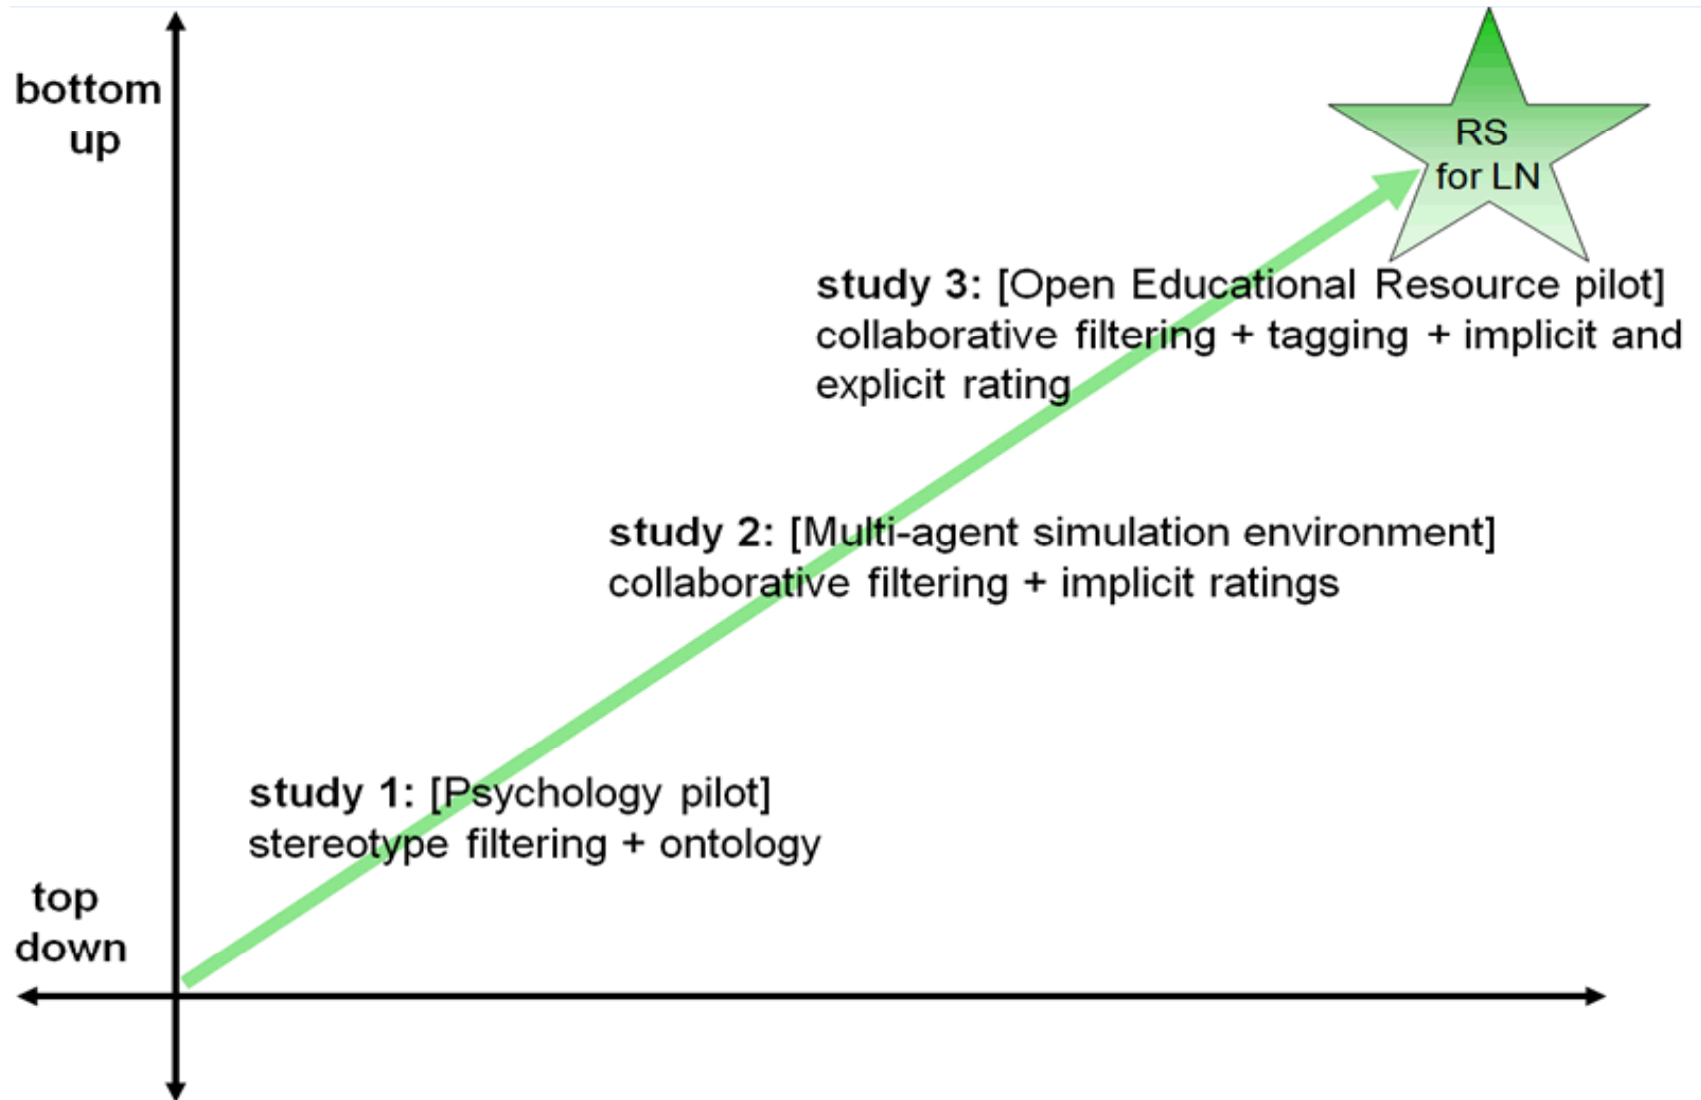 bottom
up
RS
for LN
study 3: [Open Educational Resource pilot]
collaborative filtering + tagging + implicit and
explicit rating
study 2: [Multi-agent simulation environment]
collaborative filtering + implicit ratings
study 1: [Psychology pilot]
stereotype filtering + ontology
top
down